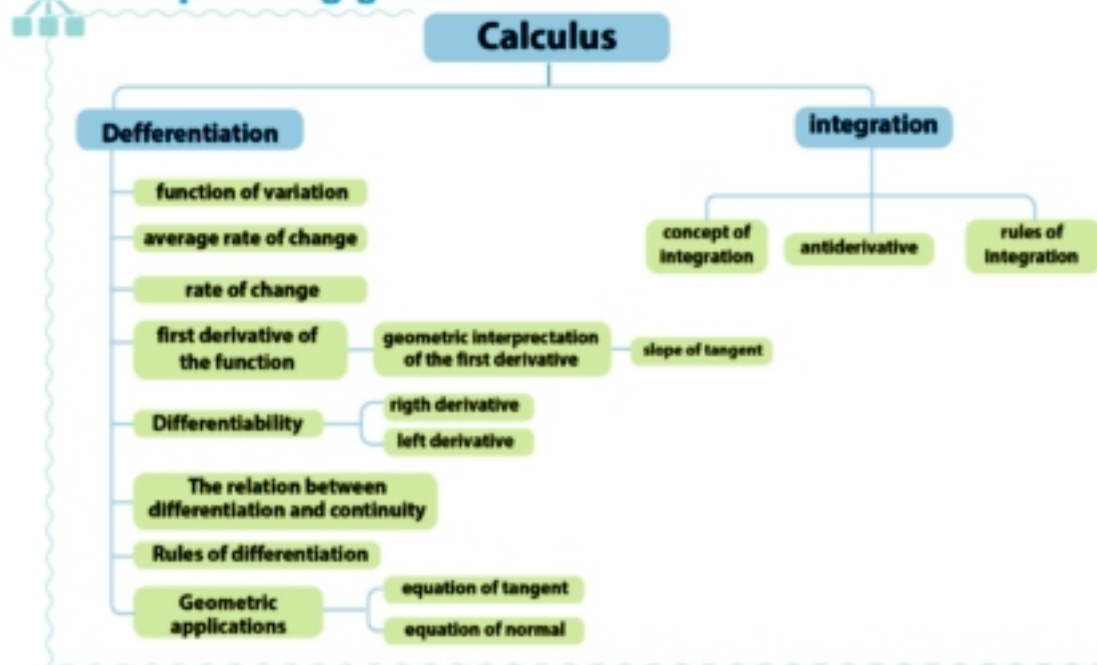 Calculus
Defferentiation
integration
function of variation
average rate of change
rate of change
first derivative of
the function
geometric interprectation
of the first derivative
slope of tangent
Differentiability
rigth derivative
left derivative
The relation between
differentiation and continuity
Rules of differentiation
Geometric
applications
equation of tangent
equation of normal
concept of
integration
antiderivative
rules of
integration